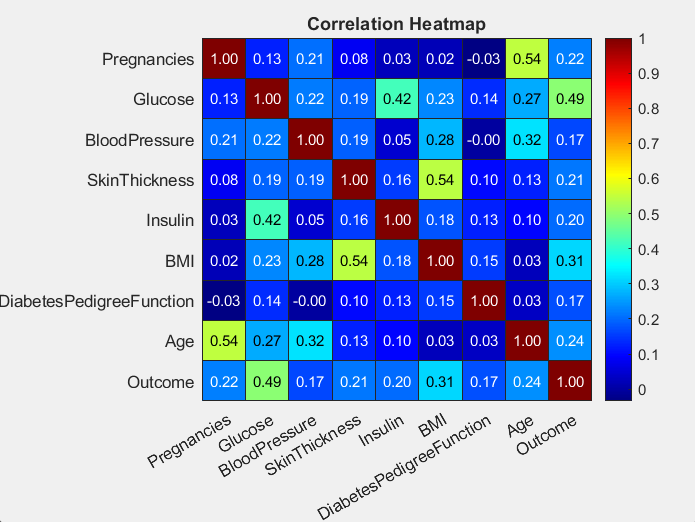 Correlation Heatmap
Pregnancies 1.00 0.13 0.21 0.08 0.03 0.02 -0.03 0.54 0.22
Glucose 0.13 1.00 0.22 0.19 0.42 0.23 0.14 0.27 0.49
BloodPressure 0.21 0.22 1.00 0.19 0.05 0.28 -0.00 0.32 0.17
SkinThickness 0.08 0.19 0.19 1.00 0.16 0.54 0.10 0.13 0.21
Insulin 0.03 0.42 0.05 0.16 1.00 0.18 0.13 0.10 0.20
BMI 0.02 0.23 0.28 0.54 0.18 1.00 0.15 0.03 0.31
DiabetesPedigreeFunction -0.03 0.14 -0.00 0.10 0.13 0.15 1.00 0.03 0.17
Age 0.54 0.27 0.32 0.13 0.10 0.03 0.03 1.00 0.24
Outcome 0.22 0.49 0.17 0.21 0.20 0.31 0.17 0.24 1.00
Pregnancies
Glucose
BloodPressure
SkinThickness
Insulin
BMI
DiabetesPedigreeFunction
Age
Outcome
1
0.9
0.8
0.7
0.6
0.5
0.4
0.3
0.2
0.1
0